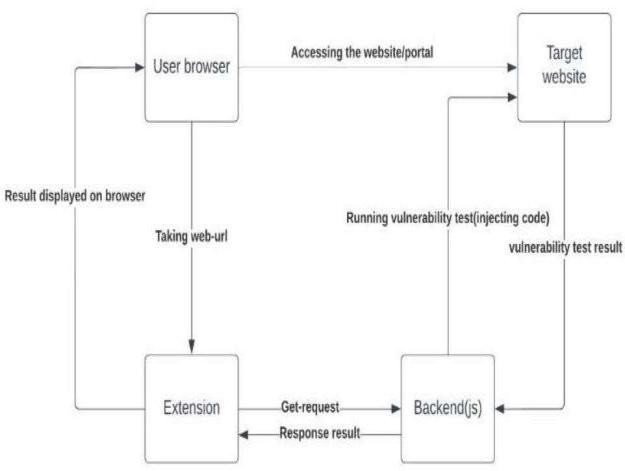 Accessing the website/portal
User browser
Target
website
Result displayed on browser
Taking web-url
Running vulnerability test(injecting code)
vulnerability test result
Extension
Get-request
Response result
Backend(js)